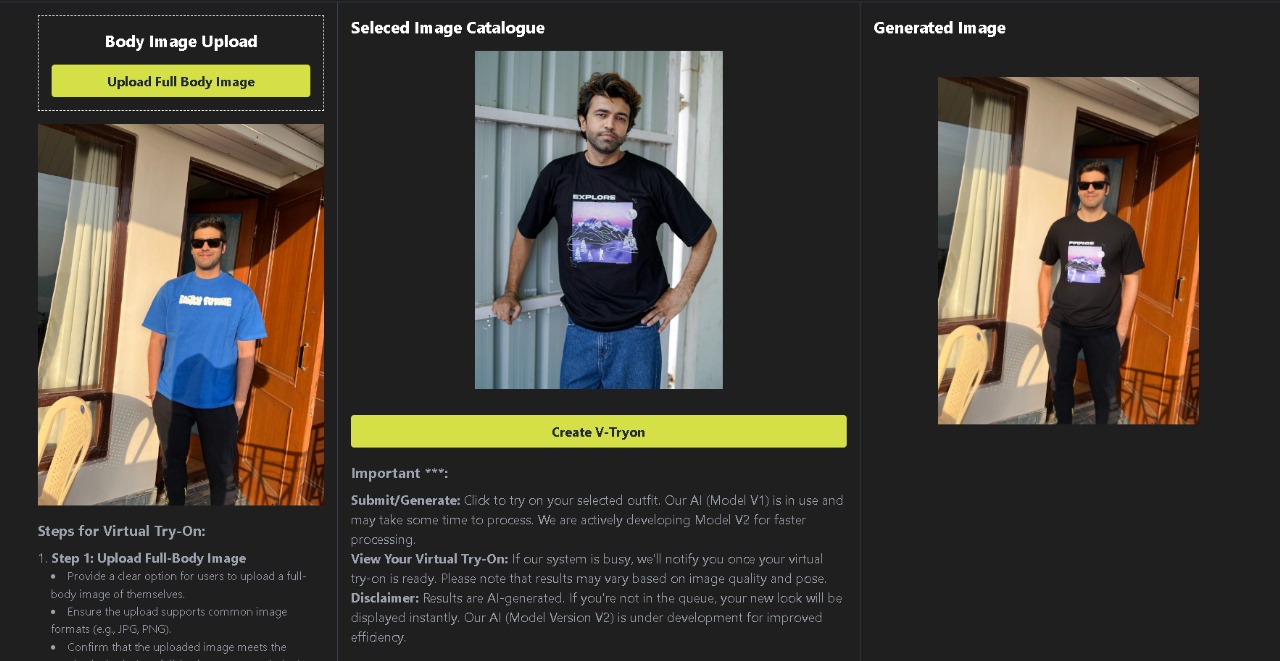 Body Image Upload
Upload Full Body Image
Steps for Virtual Try-On:
1. Step 1: Upload Full-Body Image
• Provide a clear option for users to upload a full-
body image of themselves.
• Ensure the upload supports common image
formats (e.g., JPG, PNG).
• Confirm that the uploaded image meets the
Seleced Image Catalogue
EXPLORE
Create V-Tryon
Important ***:
Submit/Generate: Click to try on your selected outfit. Our AI (Model V1) is in use and
may take some time to process. We are actively developing Model V2 for faster
processing.
View Your Virtual Try-On: If our system is busy, we'll notify you once your virtual
try-on is ready. Please note that results may vary based on image quality and pose.
Disclaimer: Results are AI-generated. If you're not in the queue, your new look will be
displayed instantly. Our AI (Model Version V2) is under development for improved
efficiency.
Generated Image